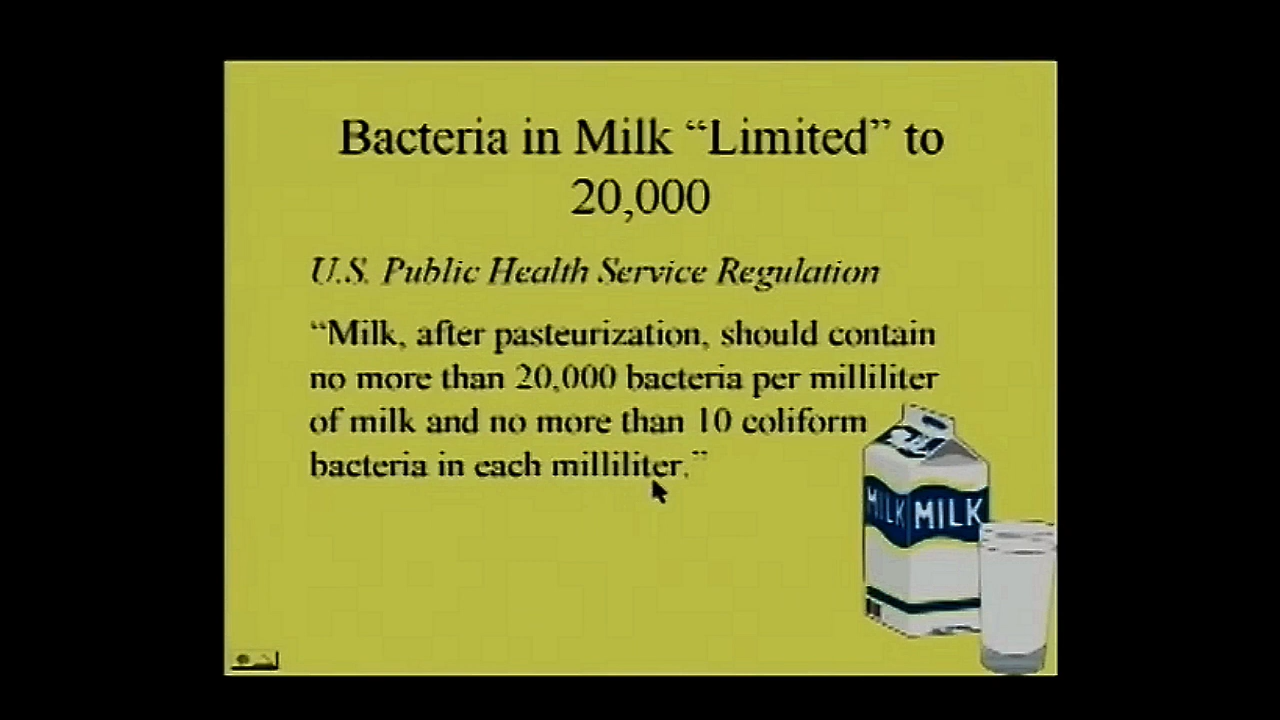 Bacteria in Milk “Limited” to
20,000
U.S. Public Health Service Regulation
“Milk, after pasteurization, should contain
no more than 20,000 bacteria per milliliter
of milk and no more than 10 coliform
bacteria in each milliliter.”
MILK MILK